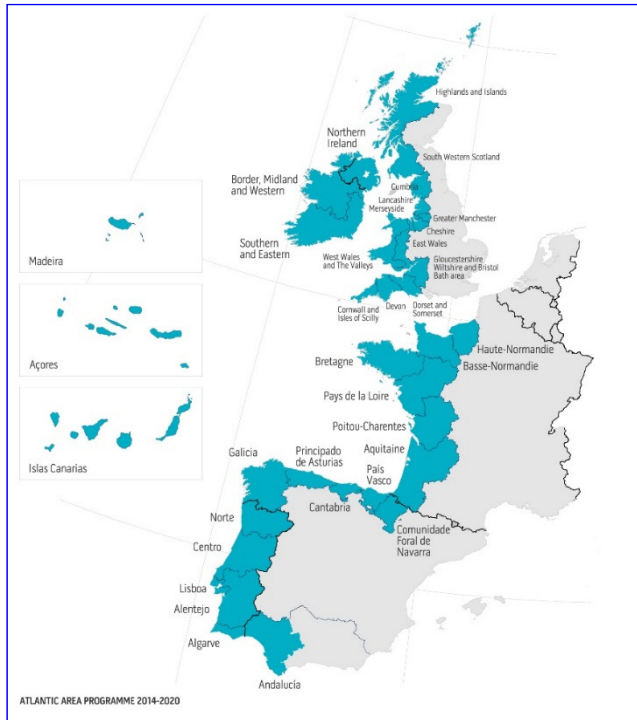 Highlands and Islands
Northern
Ireland
South Western Scotland
Border, Midland
and Western
Cumbria
Lancashire
Merseyside
Greater Manchester
Cheshire
East Wales
Southern
and Eastern
West Wales
and The Valleys
Gloucestershire
Wiltshire and Bristol
Bath area
Cornwall and
Isles of Scilly
Devon
Dorset and
Somerset
Madeira
Açores
Islas Canarias
Haute-Normandie
Basse-Normandie
Bretagne
Pays de la Loire
Poitou-Charentes
Aquitaine
País
Vasco
Principado
de Asturias
Galicia
Cantabria
Comunidade
Foral de
Navarra
Norte
Centro
Lisboa
Alentejo
Algarve
Andalucía
ATLANTIC AREA PROGRAMME 2014-2020